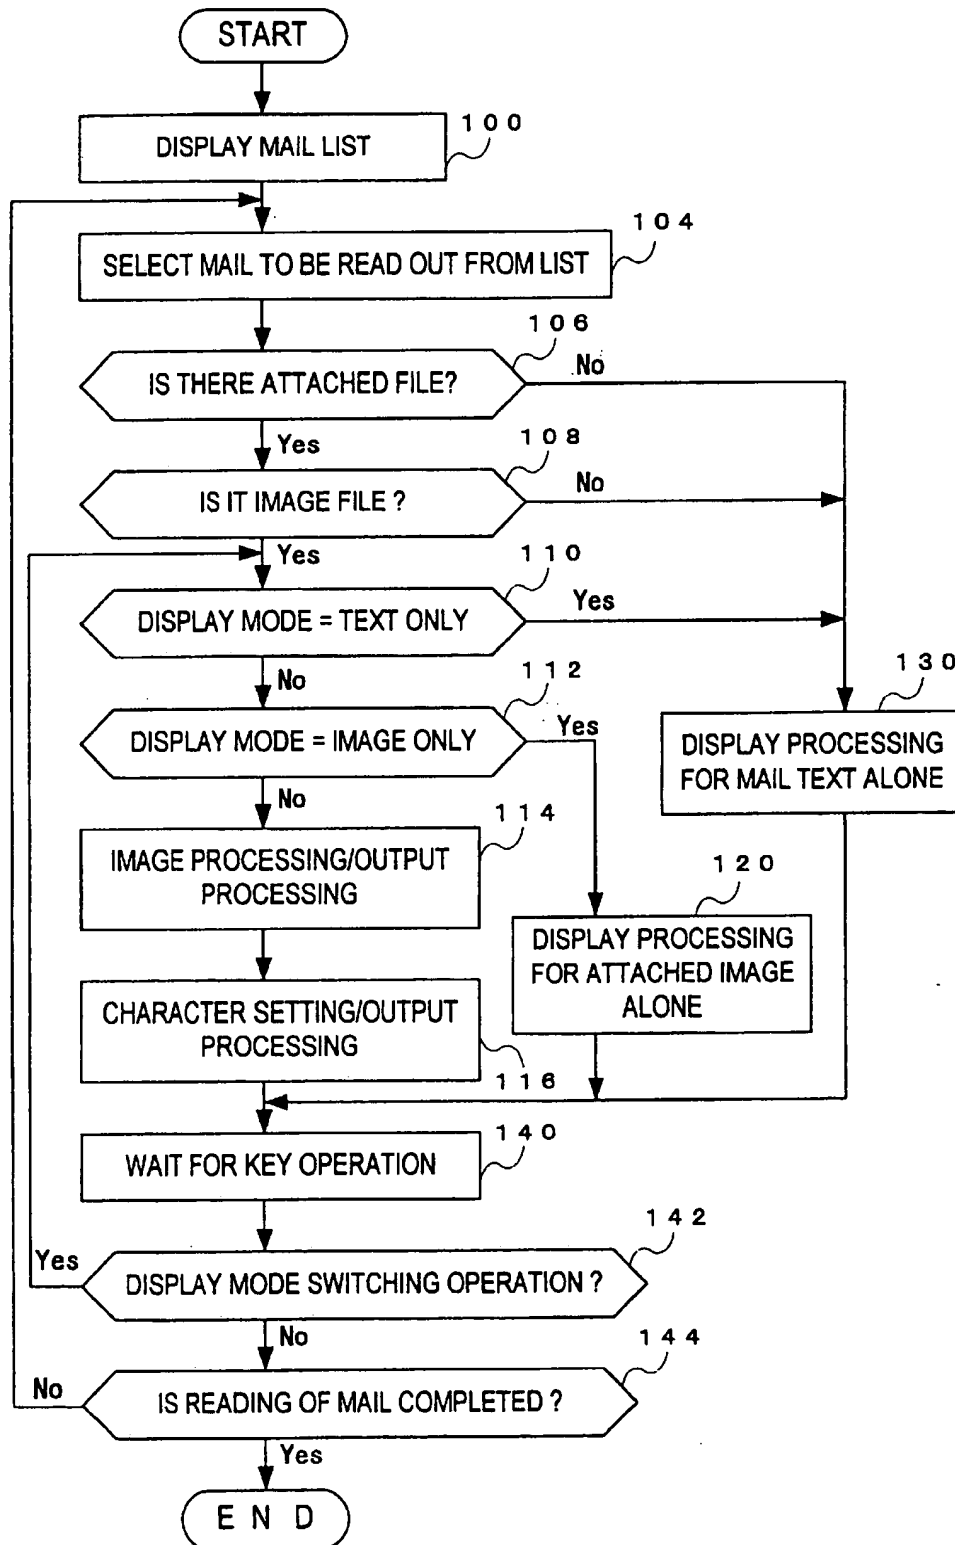 START
100
DISPLAY MAIL LIST
104
SELECT MAIL TO BE READ OUT FROM LIST
106
IS THERE ATTACHED FILE?
No
Yes
108
IS IT IMAGE FILE ?
No
Yes
110
DISPLAY MODE = TEXT ONLY
Yes
No
112
DISPLAY MODE = IMAGE ONLY
Yes
130
DISPLAY PROCESSING
FOR MAIL TEXT ALONE
No
114
IMAGE PROCESSING/OUTPUT
PROCESSING
120
DISPLAY PROCESSING
FOR ATTACHED IMAGE
ALONE
CHARACTER SETTING/OUTPUT
PROCESSING
116
140
WAIT FOR KEY OPERATION
142
Yes
DISPLAY MODE SWITCHING OPERATION ?
No
144
No
IS READING OF MAIL COMPLETED ?
Yes
END